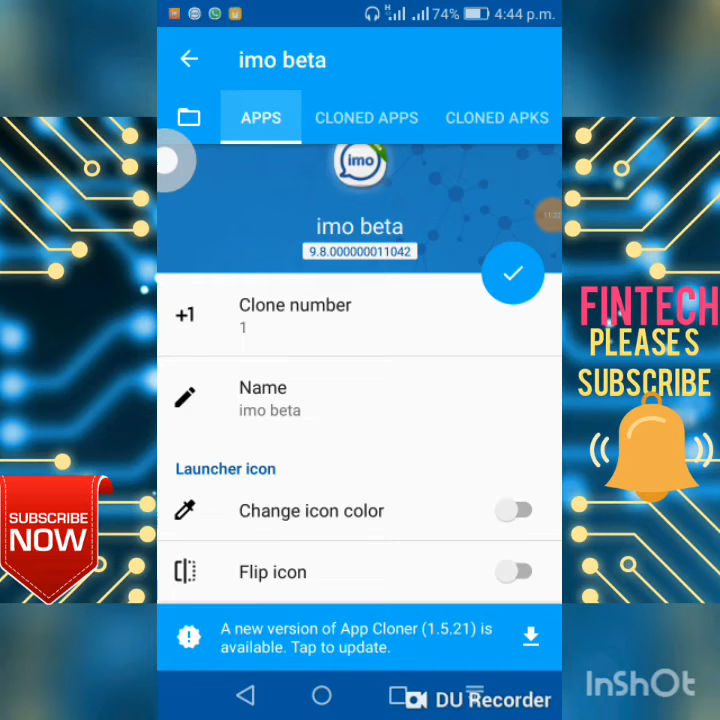 H 74% 4:44 p.m.
imo beta
APPS CLONED APPS CLONED APKS
imo
imo beta
9.8.000000011042
11:22
+1 Clone number
1
Name
imo beta
Launcher icon
Change icon color
Flip icon
A new version of App Cloner (1.5.21) is
available. Tap to update.
DU Recorder
FINTECH
PLEASE S
SUBSCRIBE
SUBSCRIBE
NOW
InShOt